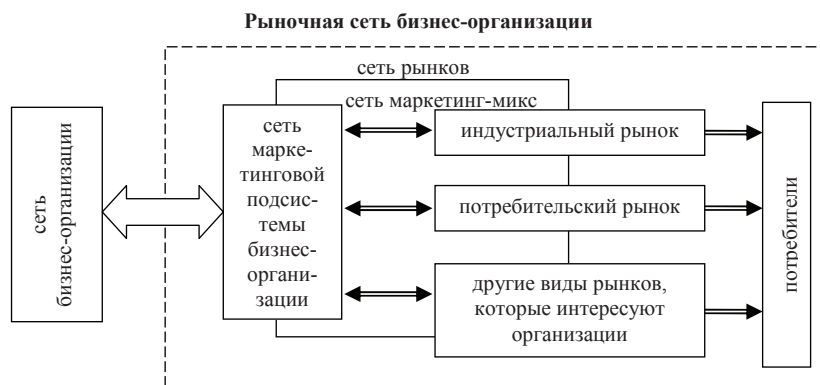 Рыночная сеть бизнес-организации
сеть рынков
сеть маркетинг-микс
сеть
бизнес-организации
сеть
марке-
тинговой
подсис-
темы
бизнес-
органи-
зации
индустриальный рынок
потребительский рынок
другие виды рынков,
которые интересуют
организации
потребители